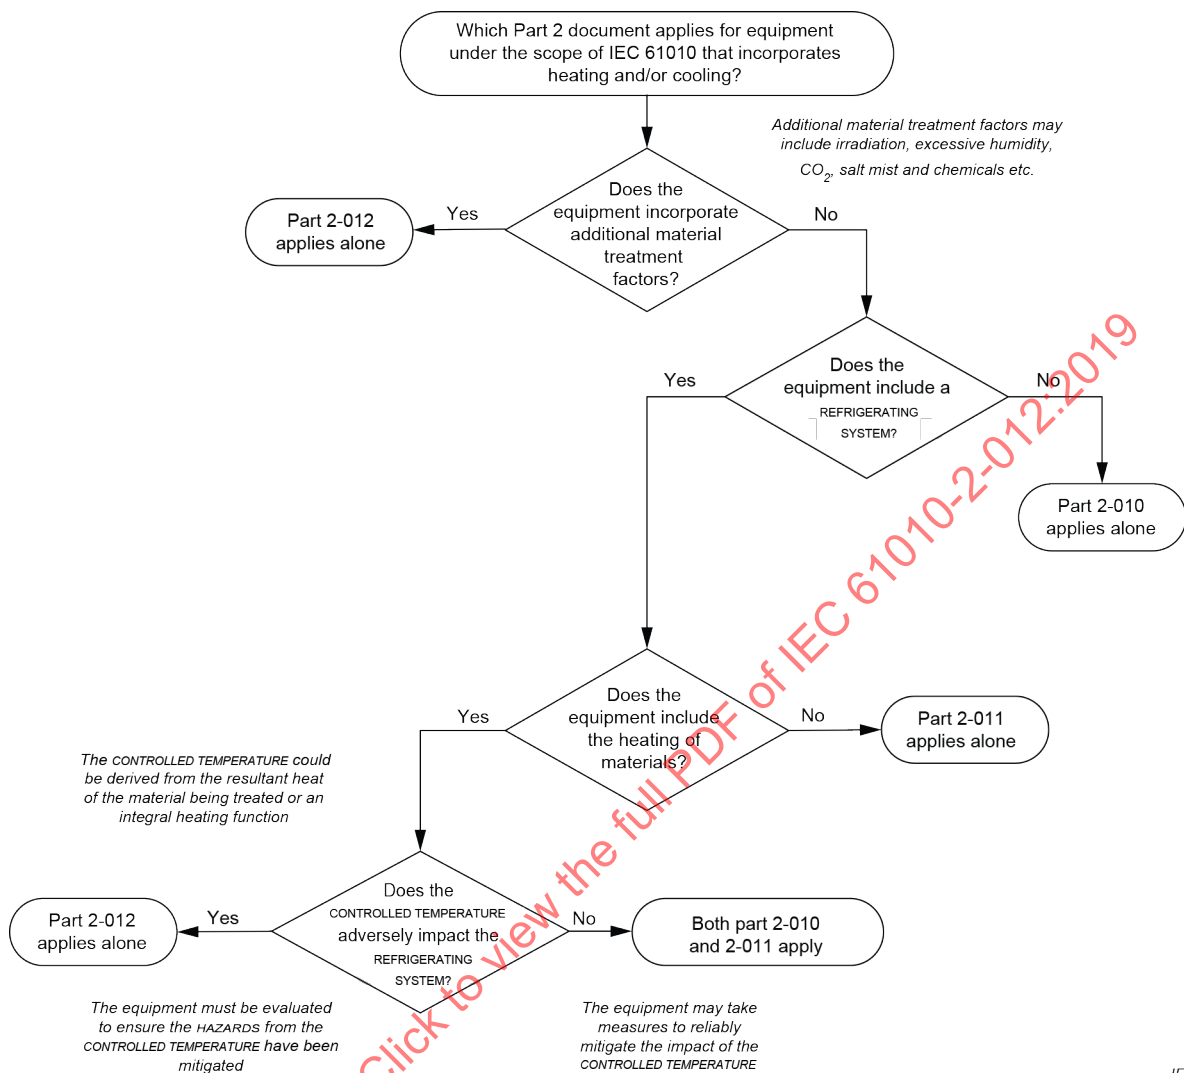 Which Part 2 document applies for equipment
under the scope of IEC 61010 that incorporates
heating and/or cooling?
Additional material treatment factors may
include irradiation, excessive humidity,
CO2, salt mist and chemicals etc.
Does the
equipment incorporate
additional material
treatment
factors?
Yes
No
Part 2-012
applies alone
Does the
equipment include a
REFRIGERATING
SYSTEM?
Yes
No
Part 2-010
applies alone
Does the
equipment include
the heating of
materials?
Yes
No
Part 2-011
applies alone
The CONTROLLED TEMPERATURE could
be derived from the resultant heat
of the material being treated or an
integral heating function
Does the
CONTROLLED TEMPERATURE
adversely impact the
REFRIGERATING
SYSTEM?
Yes
No
Part 2-012
applies alone
Both part 2-010
and 2-011 apply
The equipment must be evaluated
to ensure the HAZARDS from the
CONTROLLED TEMPERATURE have been
mitigated
The equipment may take
measures to reliably
mitigate the impact of the
CONTROLLED TEMPERATURE
Click to view the full PDF of IEC 61010-2-012:2019